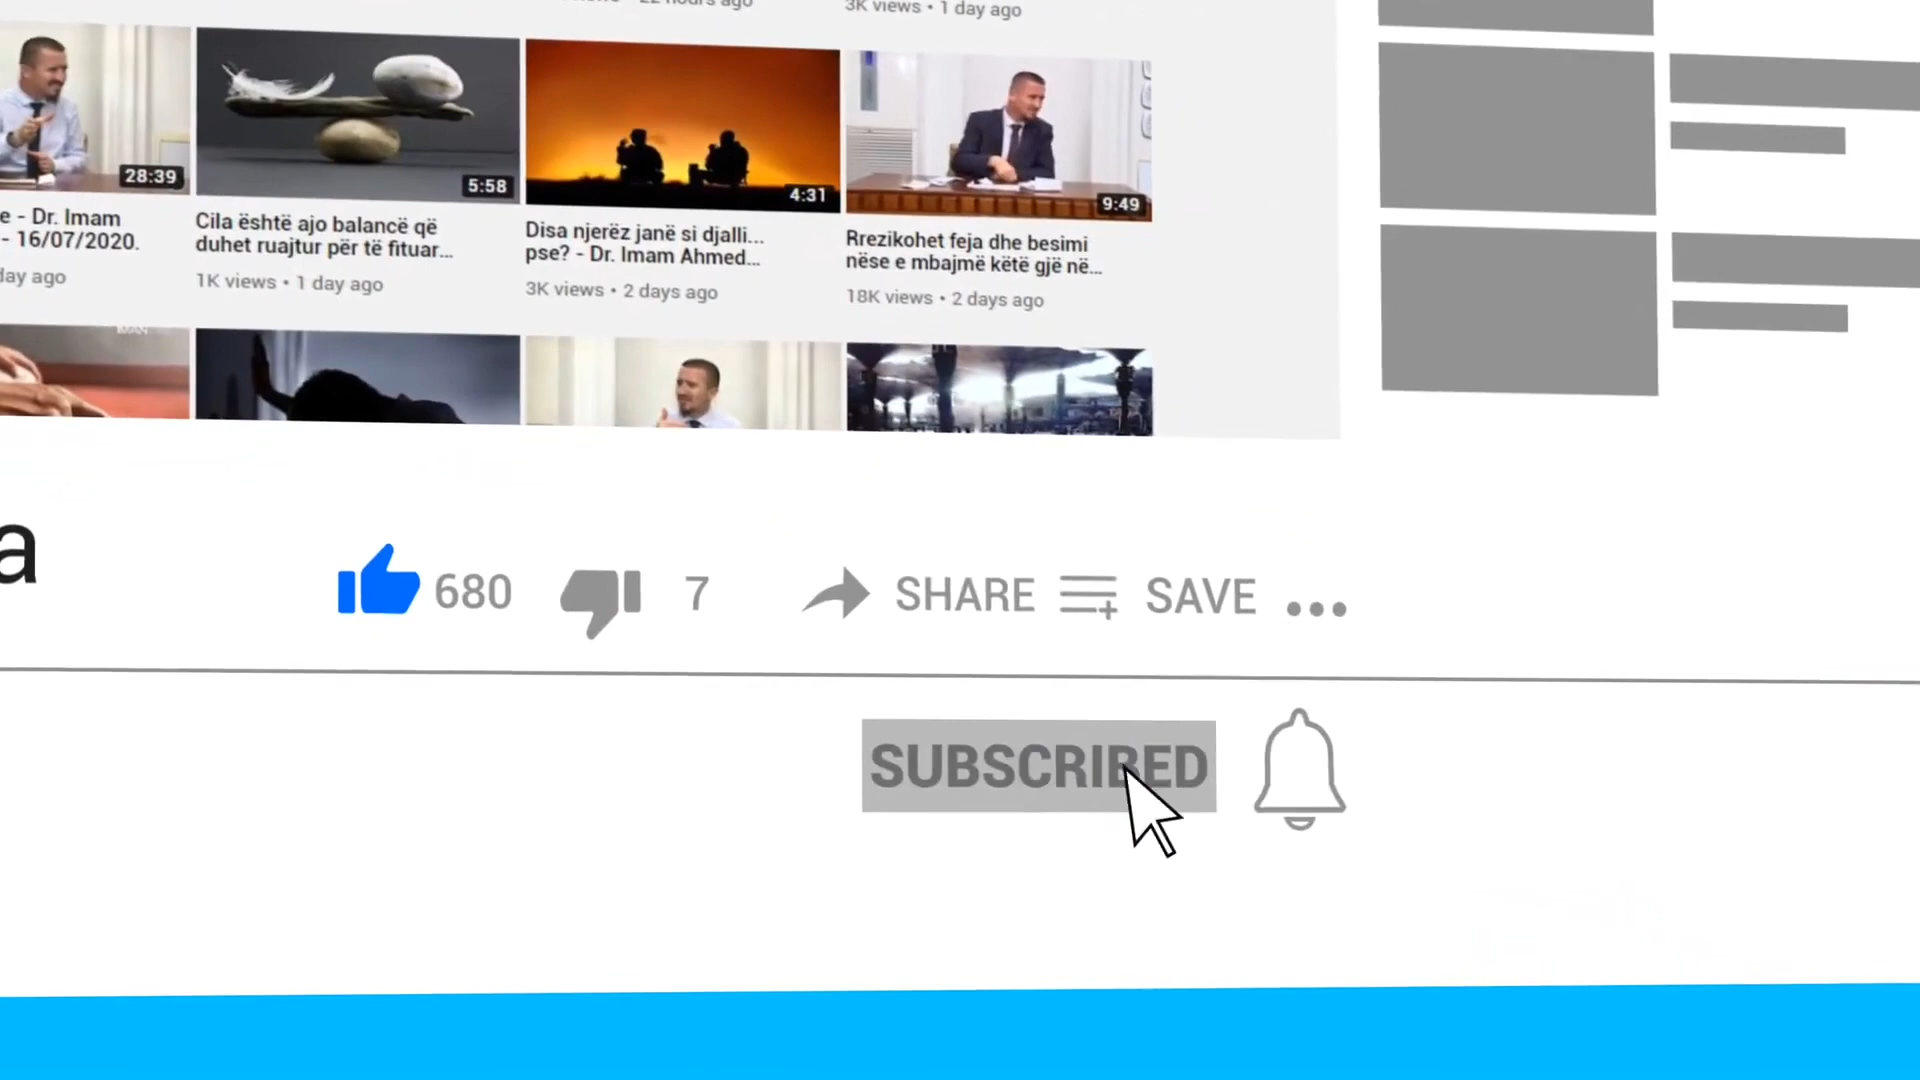 22 hours ago
3K views • 1 day ago
28:39
5:58
4:31
9:49
e - Dr. Imam
- 16/07/2020.
day ago
Cila është ajo balancë që
duhet ruajtur për të fituar...
1K views • 1 day ago
Disa njerëz janë si djalli...
pse? - Dr. Imam Ahmed...
3K views • 2 days ago
Rrezikohet feja dhe besimi
nëse e mbajmë këtë gjë në...
18K views • 2 days ago
a
680
7
SHARE
SAVE
SUBSCRIBED